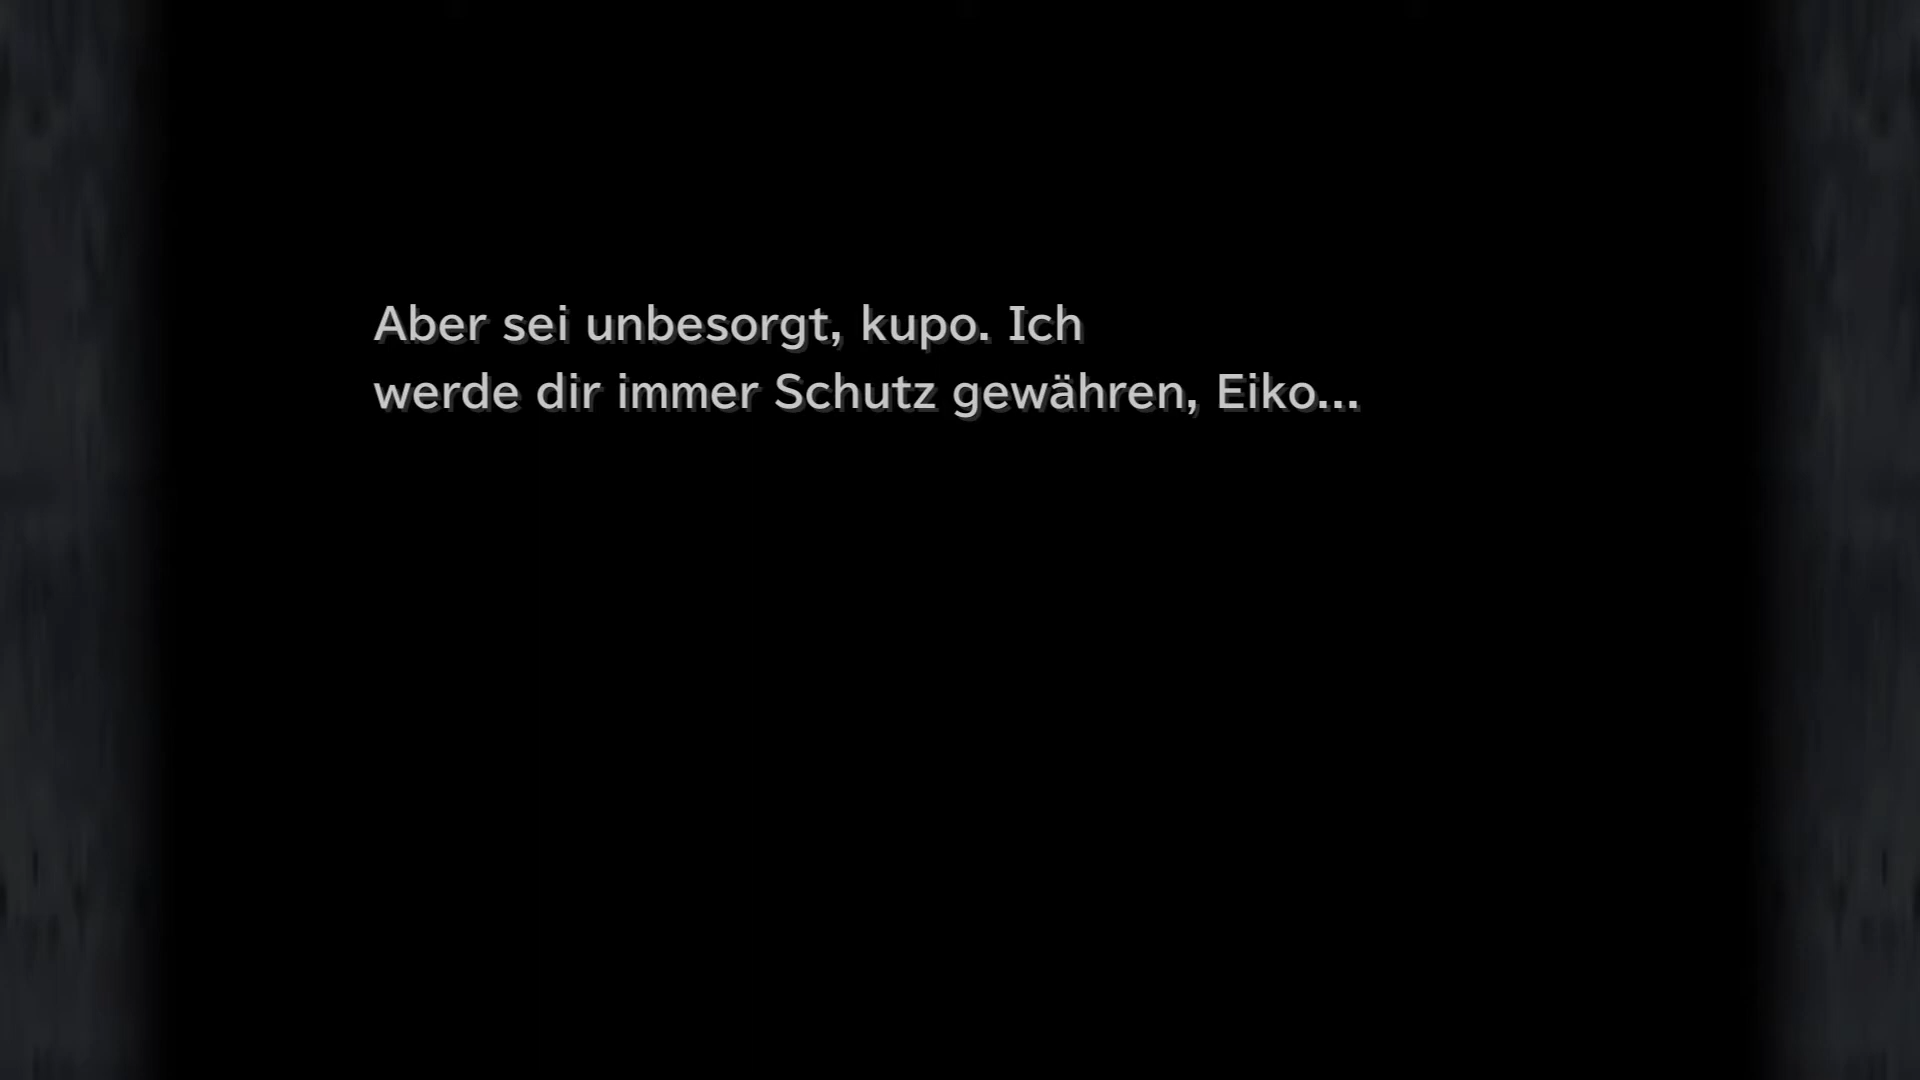 Aber sei unbesorgt, kupo. Ich
werde dir immer Schutz gewähren, Eiko...